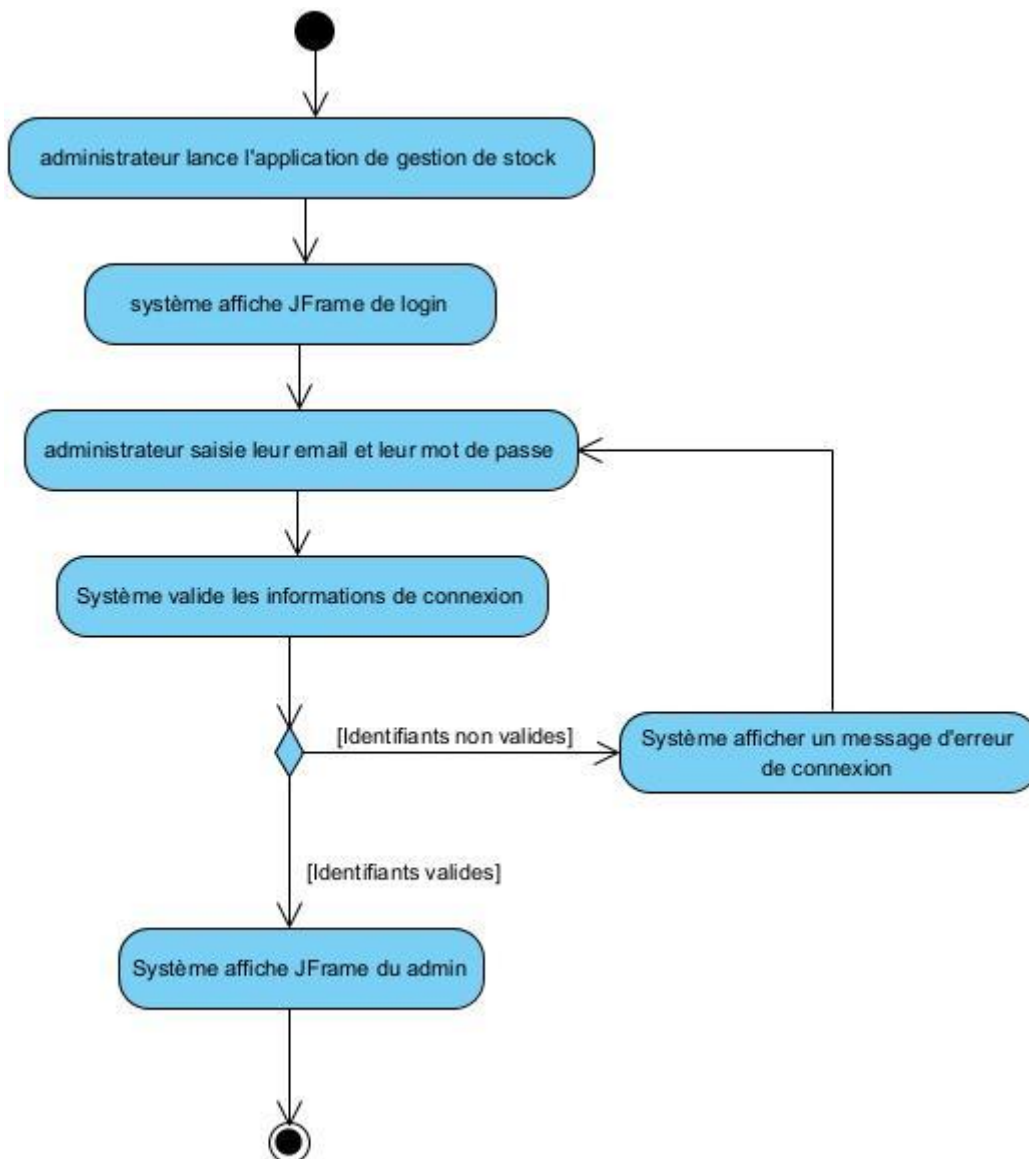 administrateur lance l'application de gestion de stock
système affiche JFrame de login
administrateur saisie leur email et leur mot de passe
Système valide les informations de connexion
[Identifiants non valides]
Système afficher un message d'erreur
de connexion
[Identifiants valides]
Système affiche JFrame du admin